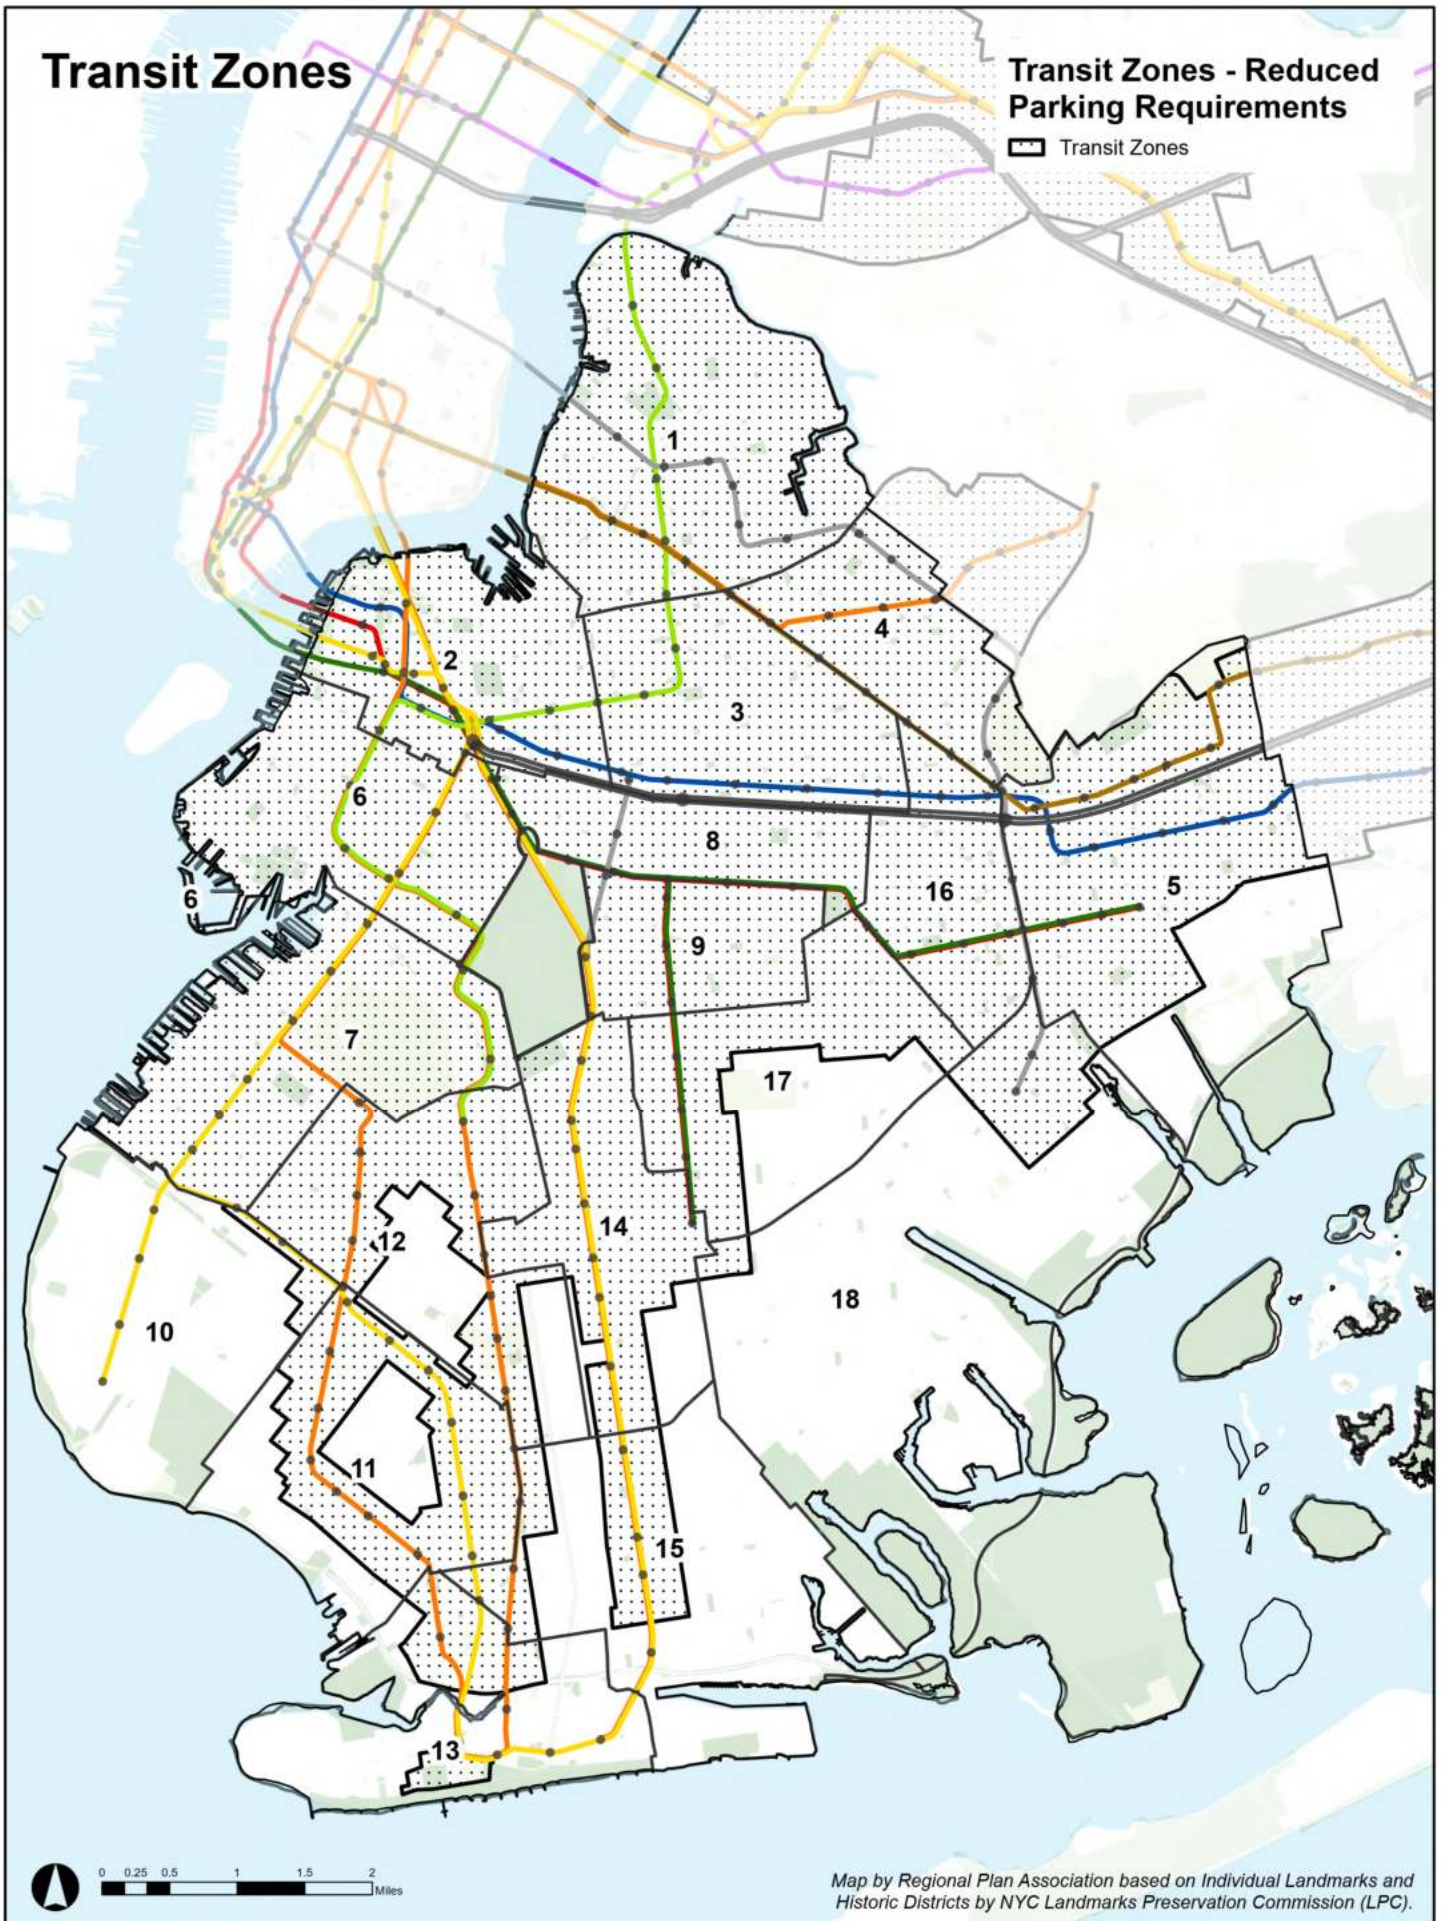 Transit Zones
Transit Zones - Reduced
Parking Requirements
Transit Zones
1
2
4
3
6
8
6
16
5
9
7
17
14
12
18
10
11
15
13
0 0.25 0.5 1 1.5 2
Miles
Map by Regional Plan Association based on Individual Landmarks and
Historic Districts by NYC Landmarks Preservation Commission (LPC).